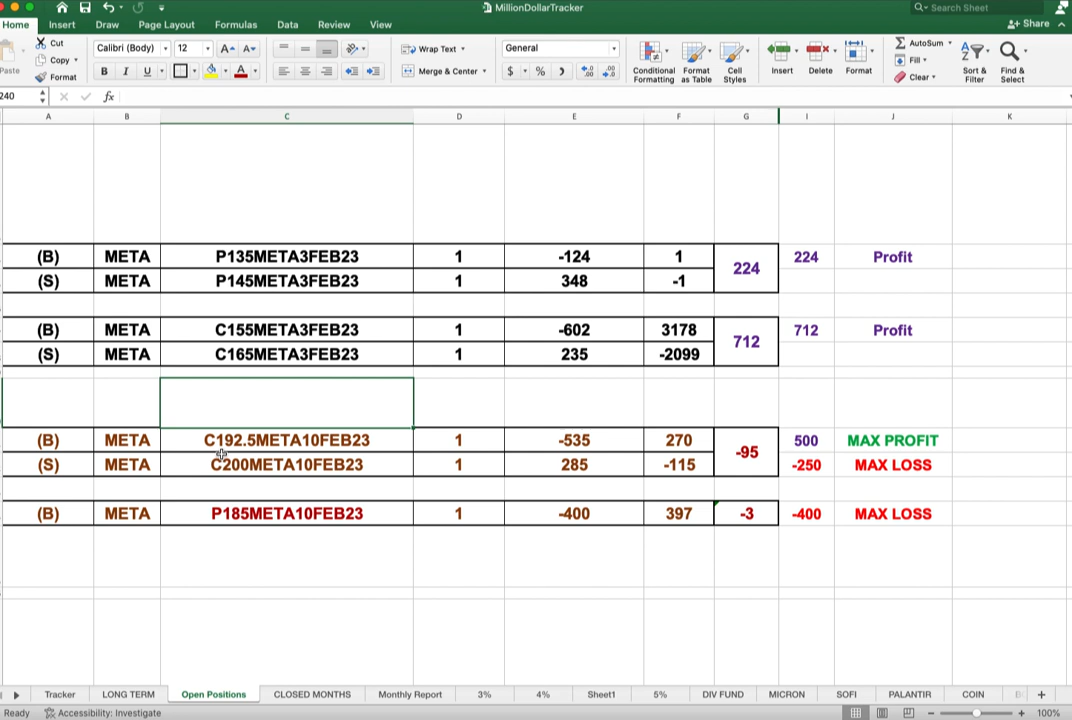 MillionDollarTracker
Search Sheet
Home Insert Draw Page Layout Formulas Data Review View
Share
Paste
Cut
Copy
Format
Calibri (Body) 12
B I U
Wrap Text
Merge & Center
General
$ % )
Conditional Formatting
Format as Table
Cell Styles
Insert
Delete
Format
AutoSum
Fill
Clear
Sort & Filter
Find & Select
240 fx
A B C D E F G I J K
(B) META P135META3FEB23 1 -124 1 224 224 Profit
(S) META P145META3FEB23 1 348 -1
(B) META C155META3FEB23 1 -602 3178 712 712 Profit
(S) META C165META3FEB23 1 235 -2099
(B) META C192.5META10FEB23 1 -535 270 -95 500 MAX PROFIT
(S) META C200META10FEB23 1 285 -115 -250 MAX LOSS
(B) META P185META10FEB23 1 -400 397 -3 -400 MAX LOSS
Tracker LONG TERM Open Positions CLOSED MONTHS Monthly Report 3% 4% Sheet1 5% DIV FUND MICRON SOFI PALANTIR COIN
Ready Accessibility: Investigate 100%